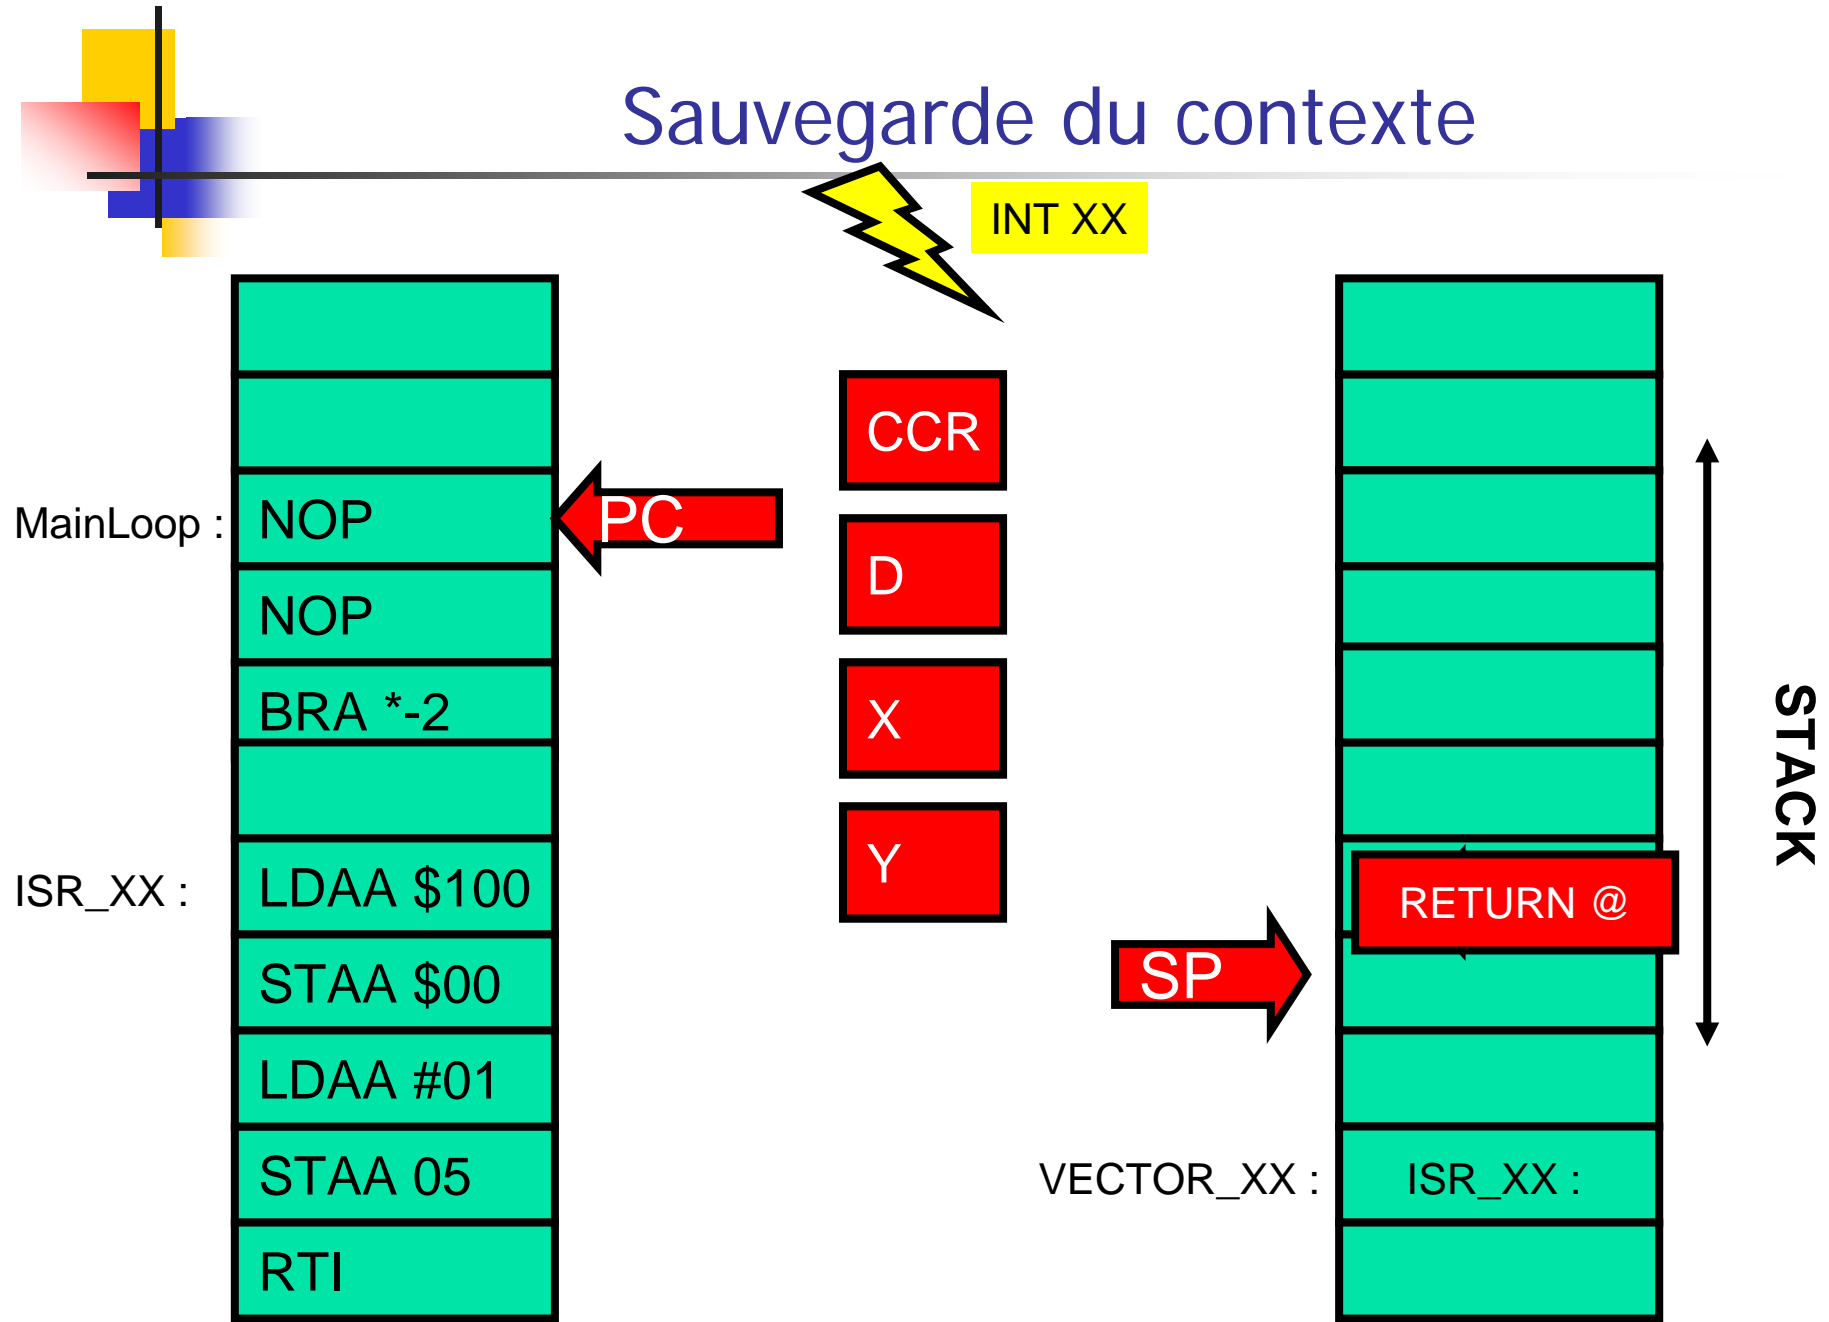 Sauvegarde du contexte
INT XX
CCR
MainLoop :
NOP
PC
D
NOP
BRA *-2
X
STACK
ISR_XX :
LDAA $100
Y
RETURN @
STAA $00
SP
LDAA #01
STAA 05
VECTOR_XX :
ISR_XX :
RTI